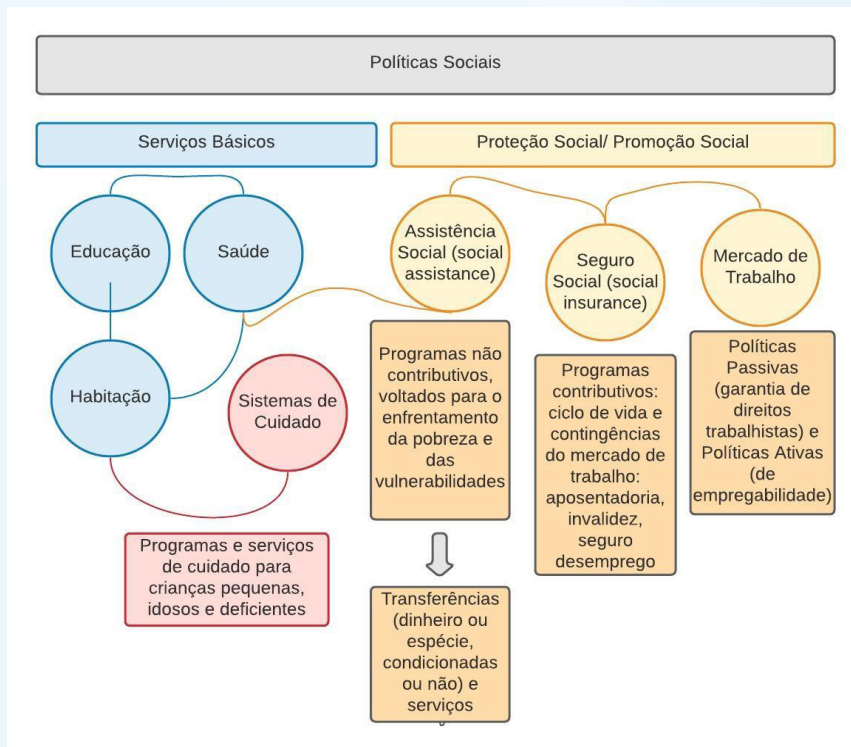 Políticas Sociais
Serviços Básicos
Proteção Social/ Promoção Social
Educação
Saúde
Assistência
Social (social
assistance)
Seguro
Social (social
insurance)
Mercado de
Trabalho
Habitação
Sistemas de
Cuidado
Programas não
contributivos,
voltados para o
enfrentamento
da pobreza e
das
vulnerabilidades
Programas
contributivos:
ciclo de vida e
contingências
do mercado de
trabalho:
aposentadoria,
invalidez,
seguro
desemprego
Políticas
Passivas
(garantia de
direitos
trabalhistas) e
Políticas Ativas
(de
empregabilidade)
Programas e serviços
de cuidado para
crianças pequenas,
idosos e deficientes
Transferências
(dinheiro ou
espécie,
condicionadas
ou não) e
serviços